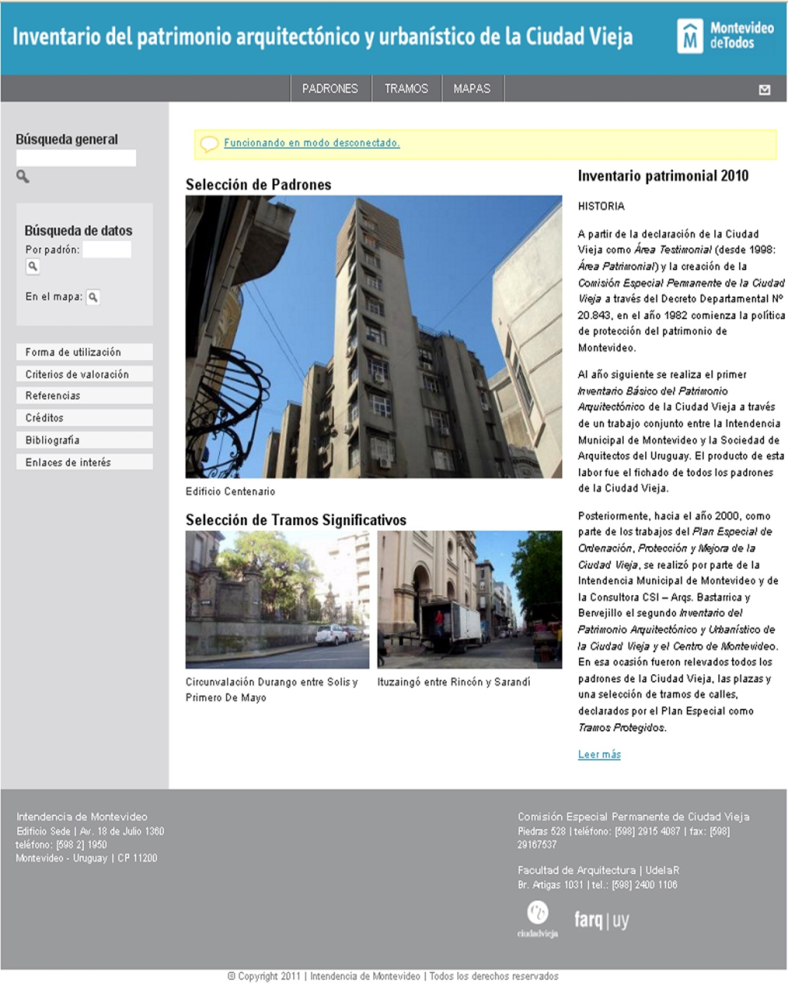 Inventario del patrimonio arquitectónico y urbanístico de la Ciudad Vieja
Montevideo
deTodos
PADRONES
TRAMOS
MAPAS
Búsqueda general
Búsqueda de datos
Por padrón:
En el mapa:
Forma de utilización
Criterios de valoración
Referencias
Créditos
Bibliografía
Enlaces de interés
Funcionando en modo desconectado.
Selección de Padrones
Edificio Centenario
Selección de Tramos Significativos
Circunvalación Durango entre Solis y
Primero De Mayo
Ituzaingó entre Rincón y Sarandí
Inventario patrimonial 2010
HISTORIA
A partir de la declaración de la Ciudad
Vieja como Área Testimonial (desde 1998:
Área Patrimonial) y la creación de la
Comisión Especial Permanente de la Ciudad
Vieja a través del Decreto Departamental Nº
20.843, en el año 1982 comienza la política
de protección del patrimonio de
Montevideo.
Al año siguiente se realiza el primer
Inventario Básico del Patrimonio
Arquitectónico de la Ciudad Vieja a través
de un trabajo conjunto entre la Intendencia
Municipal de Montevideo y la Sociedad de
Arquitectos del Uruguay. El producto de esta
labor fue el fichado de todos los padrones
de la Ciudad Vieja.
Posteriormente, hacia el año 2000, como
parte de los trabajos del Plan Especial de
Ordenación, Protección y Mejora de la
Ciudad Vieja, se realizó por parte de la
Intendencia Municipal de Montevideo y de
la Consultora CSI – Arqs. Bastarrica y
Bervejillo el segundo Inventario del
Patrimonio Arquitectónico y Urbanístico de
la Ciudad Vieja y el Centro de Montevideo.
En esa ocasión fueron relevados todos los
padrones de la Ciudad Vieja, las plazas y
una selección de tramos de calles,
declarados por el Plan Especial como
Tramos Protegidos.
Leer más
Intendencia de Montevideo
Edificio Sede | Av. 18 de Julio 1360
teléfono: [598 2] 1950
Montevideo - Uruguay | CP 11200
Comisión Especial Permanente de Ciudad Vieja
Piedras 528 | teléfono: [598] 2915 4087 | fax: [598]
29167537
Facultad de Arquitectura | UdelaR
Br. Artigas 1031 | tel.: [598] 2400 1106
ciudadvieja
farq|uy
© Copyright 2011 | Intendencia de Montevideo | Todos los derechos reservados